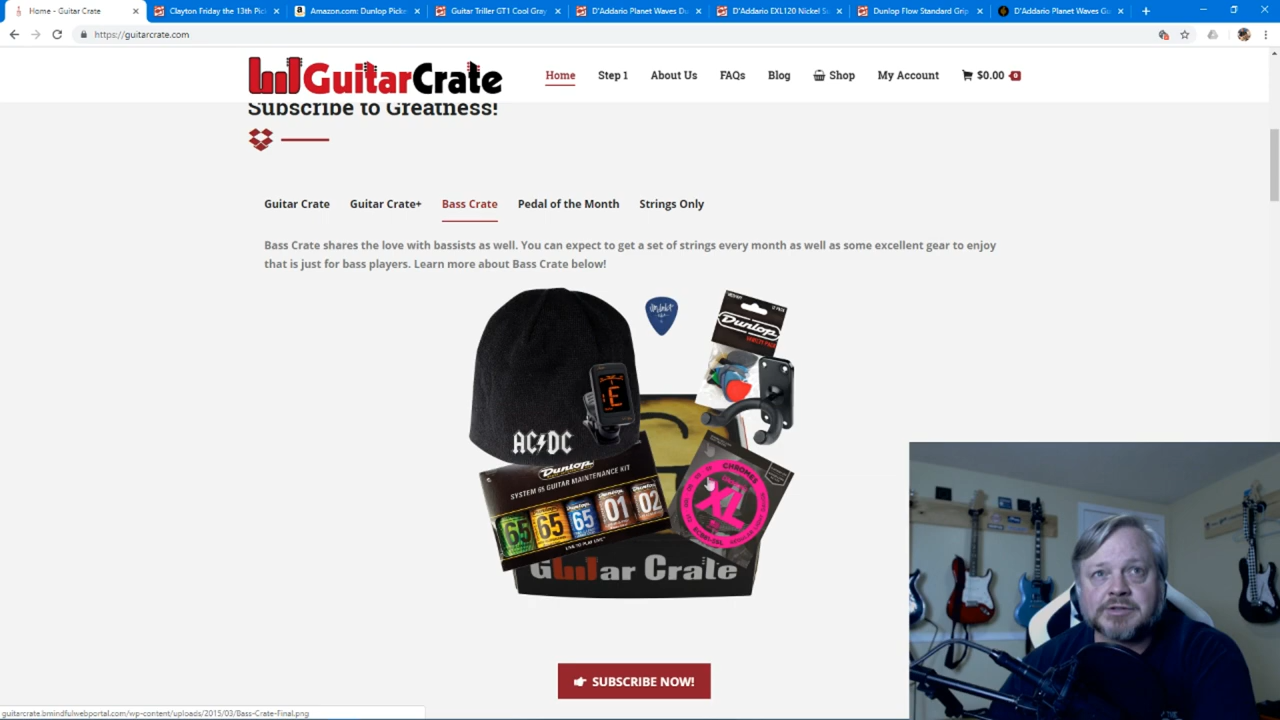 Home - Guitar Crate
Clayton Friday the 13th Pic
Amazon.com: Dunlop Picke
Guitar Triller GT1 Cool Gray
D'Addario Planet Waves Du
D'Addario EXL120 Nickel S
Dunlop Flow Standard Grip
D'Addario Planet Waves Gu
https://guitarcrate.com
GuitarCrate
Home
Step 1
About Us
FAQs
Blog
Shop
My Account
$0.00
0
Subscribe to Greatness!
Guitar Crate
Guitar Crate+
Bass Crate
Pedal of the Month
Strings Only
Bass Crate shares the love with bassists as well. You can expect to get a set of strings every month as well as some excellent gear to enjoy
that is just for bass players. Learn more about Bass Crate below!
Dunlop
E
AC DC
Dunlop
SYSTEM 65 GUITAR MAINTENANCE KIT
65
65
65
01
02
CHROMES
XL
Guitar Crate
SUBSCRIBE NOW!
guitarcrate.bmindfulwebportal.com/wp-content/uploads/2015/03/Bass-Crate-Final.png